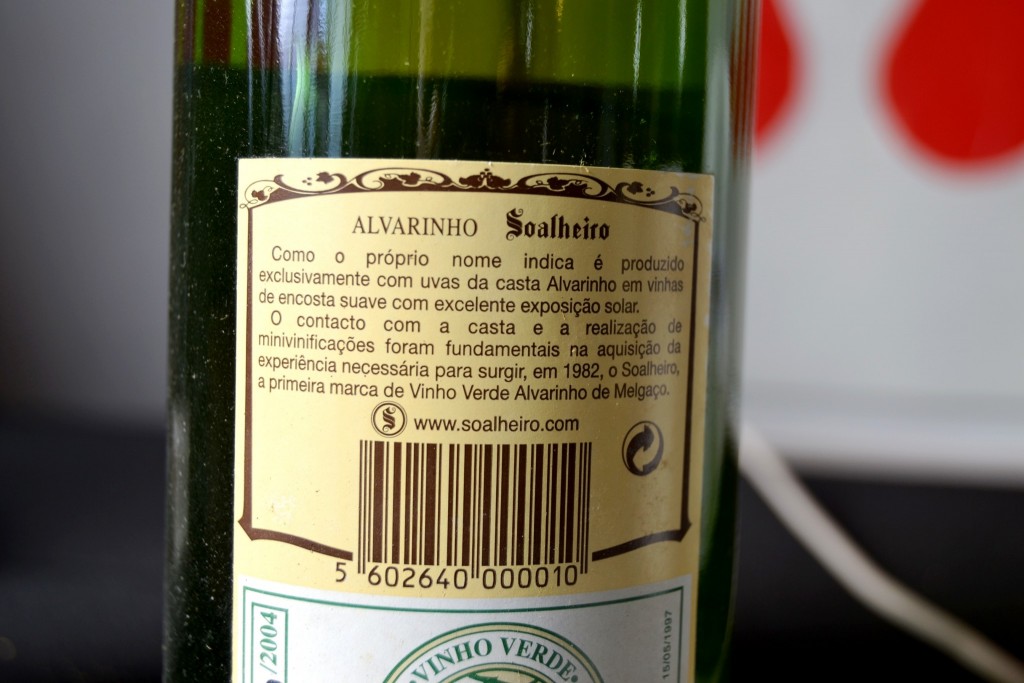 ALVARINHO Soalheiro
Como o próprio nome indica é produzido
exclusivamente com uvas da casta Alvarinho em vinhas
de encosta suave com excelente exposição solar.
O contacto com a casta e a realização de
minivinificações foram fundamentais na aquisição da
experiência necessária para surgir, em 1982, o Soalheiro,
a primeira marca de Vinho Verde Alvarinho de Melgaço.
S www.soalheiro.com
5 602640 000010
/2004
VINHO VERDE
15/05/1997